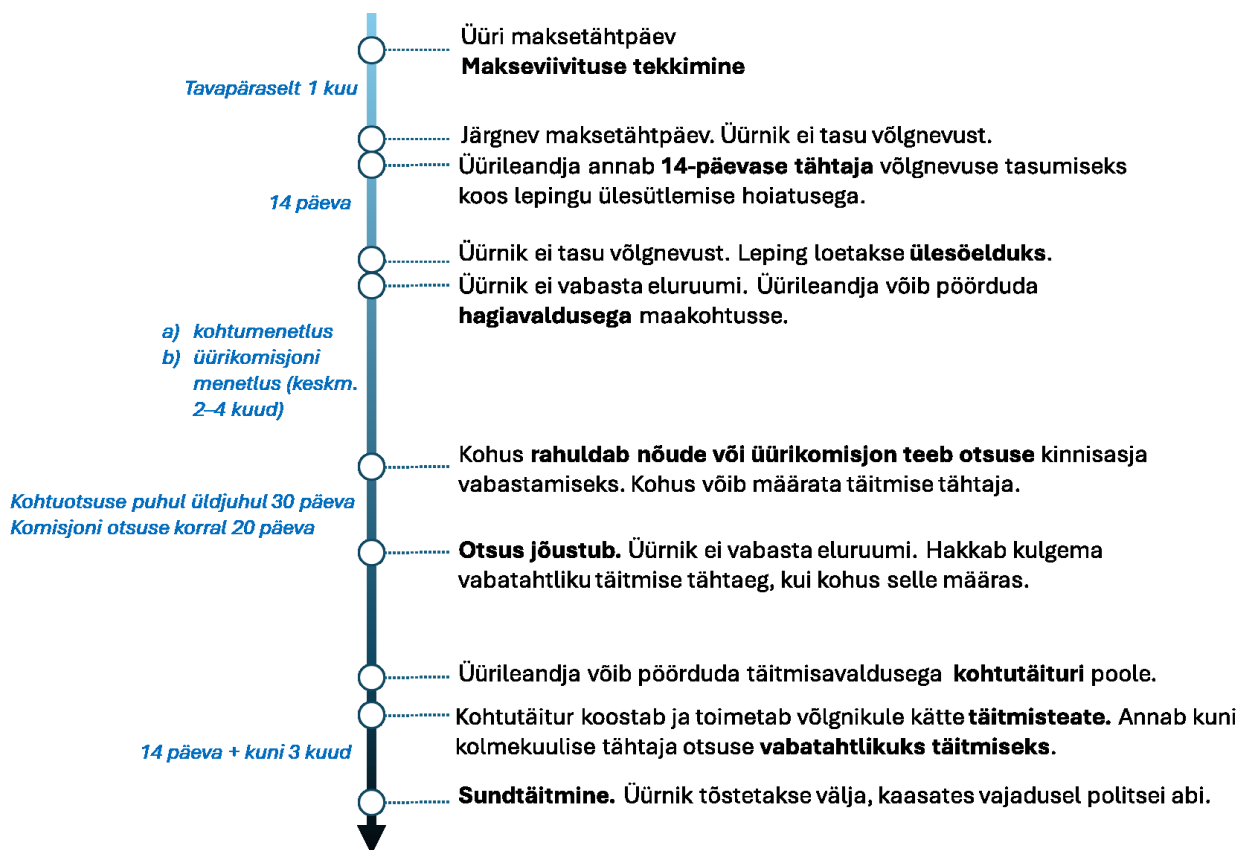 Üüri maksetähtpäev
Makseviivituse tekkimine
Tavapäraselt 1 kuu
Järgnev maksetähtpäev. Üürnik ei tasu võlgnevust.
Üürileandja annab 14-päevase tähtaja võlgnevuse tasumiseks
koos lepingu ülesütlemise hoiatusega.
14 päeva
Üürnik ei tasu võlgnevust. Leping loetakse ülesöelduks.
Üürnik ei vabasta eluruumi. Üürileandja võib pöörduda
hagiavaldusega maakohtusse.
a) kohtumenetlus
b) üürikomisjoni
menetlus (keskm.
2–4 kuud)
Kohus rahuldab nõude või üürikomisjon teeb otsuse kinnisasja
vabastamiseks. Kohus võib määrata täitmise tähtaja.
Kohtuotsuse puhul üldjuhul 30 päeva
Komisjoni otsuse korral 20 päeva
Otsus jõustub. Üürnik ei vabasta eluruumi. Hakkab kulgema
vabatahtliku täitmise tähtaeg, kui kohus selle määras.
Üürileandja võib pöörduda täitmisavaldusega kohtutäituri poole.
Kohtutäitur koostab ja toimetab võlgnikule kätte täitmisteate. Annab kuni
kolmekuulise tähtaja otsuse vabatahtlikuks täitmiseks.
14 päeva + kuni 3 kuud
Sundtäitmine. Üürnik tõstetakse välja, kaasates vajadusel politsei abi.